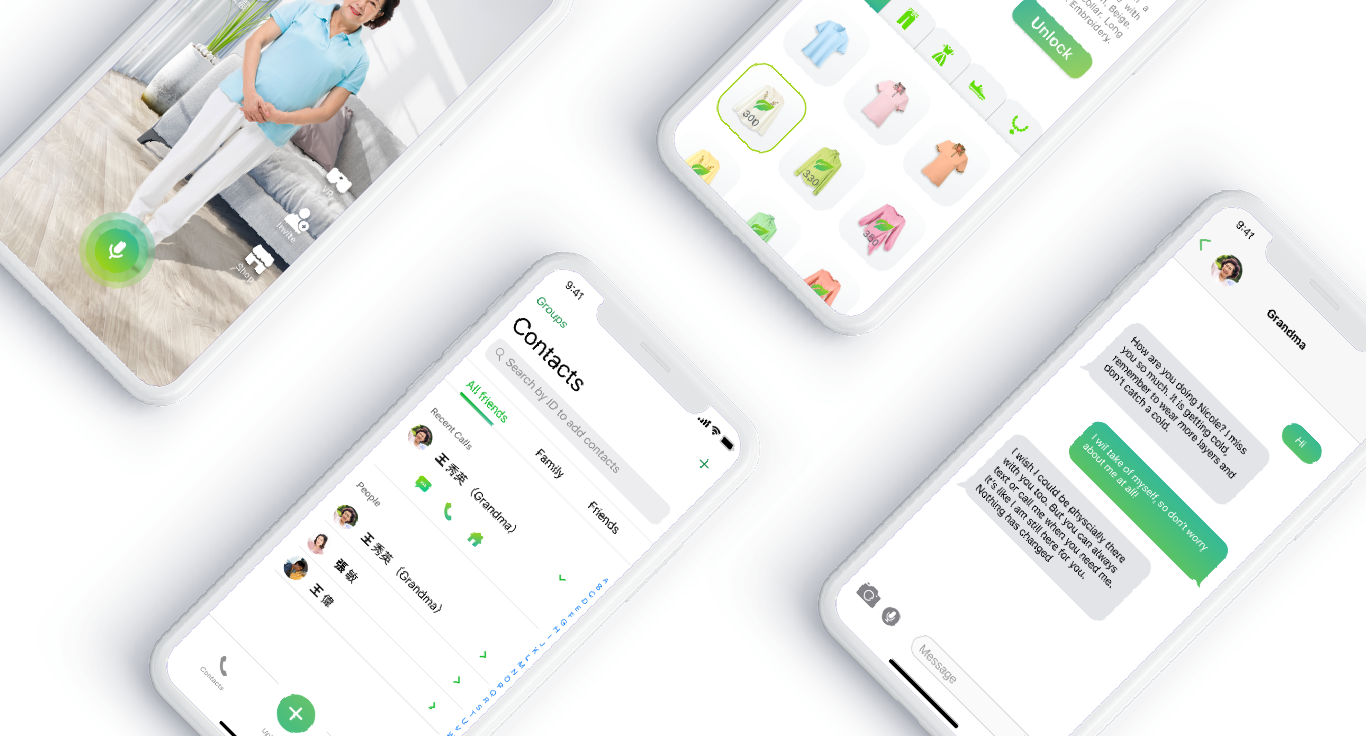 VR
Invite
Shop
Beige,
Collar, Long
Embroidery.
Unlock
300
330
380
9:41
Groups
Contacts
Search by ID to add contacts
All friends
Family
Friends
Recent Calls
王 秀英 (Grandma)
People
王 秀英 (Grandma)
張 敏
王 偉
A B C D E F G H I J K L M N O P Q R S T U V
Contacts
9:41
Grandma
Hi
How are you doing Nicole? I miss
you so much. It is getting cold,
remember to wear more layers and
don't catch a cold.
I wil take of myself, so don't worry
about me at all!
I wish I could be physcially there
with you too. But you can always
text or call me when you need me.
It's like I am still here for you.
Nothing has changed
Message